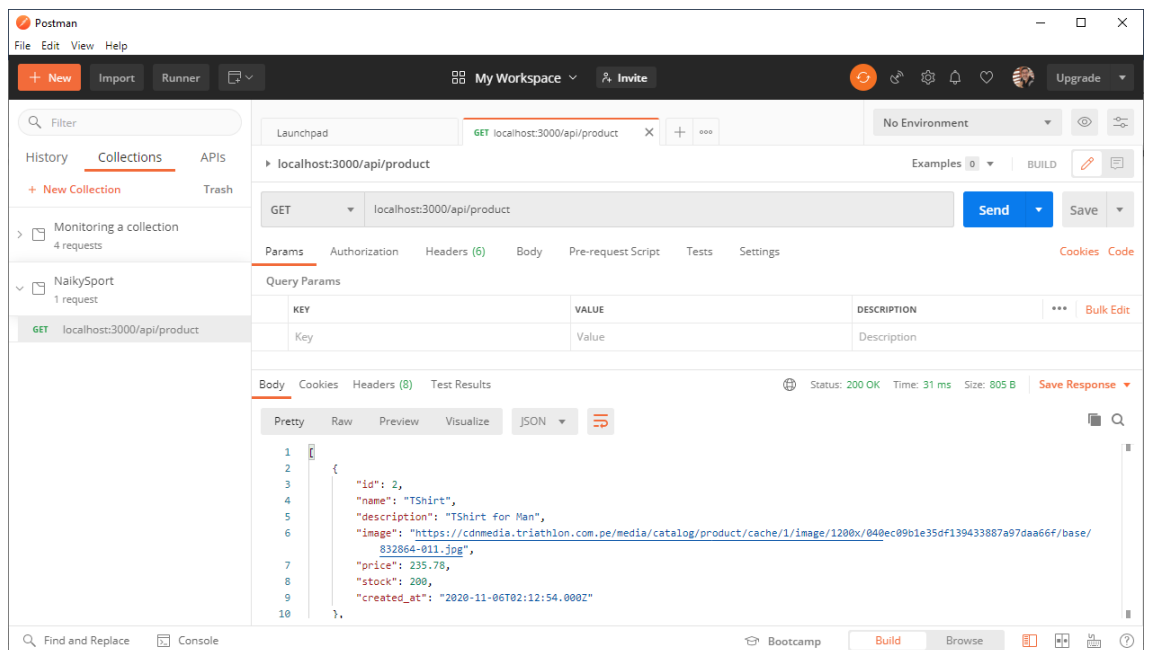 Postman
File Edit View Help
+ New Import Runner My Workspace Invite Upgrade
Filter
History Collections APIs
+ New Collection Trash
Monitoring a collection
4 requests
NaikySport
1 request
GET localhost:3000/api/product
Launchpad GET localhost:3000/api/product No Environment
localhost:3000/api/product Examples 0 BUILD
GET localhost:3000/api/product Send Save
Params Authorization Headers (6) Body Pre-request Script Tests Settings Cookies Code
Query Params
KEY VALUE DESCRIPTION Bulk Edit
Key Value Description
Body Cookies Headers (8) Test Results Status: 200 OK Time: 31 ms Size: 805 B Save Response
Pretty Raw Preview Visualize JSON
1 [
2 {
3 "id": 2,
4 "name": "TShirt",
5 "description": "TShirt for Man",
6 "image": "https://cdnmedia.triathlon.com.pe/media/catalog/product/cache/1/image/1200x/040ec09b1e35df139433887a97daa66f/base/
832864-011.jpg",
7 "price": 235.78,
8 "stock": 200,
9 "created_at": "2020-11-06T02:12:54.000Z"
10 },
Find and Replace Console Bootcamp Build Browse